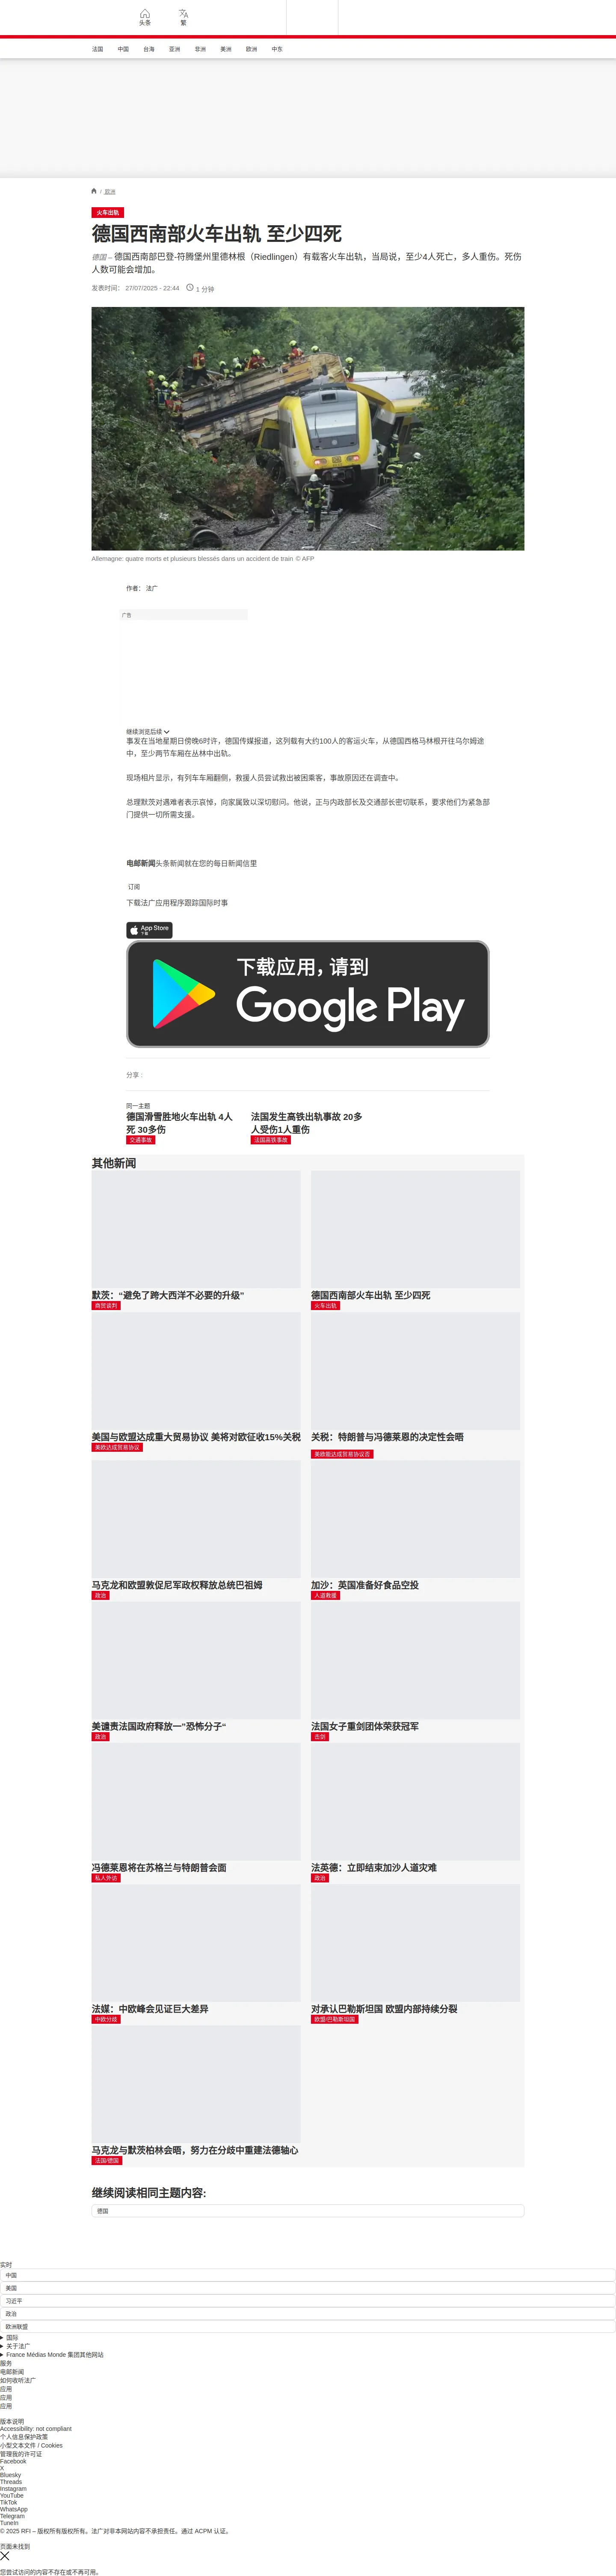 头条
繁
法国
中国
台海
亚洲
非洲
美洲
欧洲
中东
/ 欧洲
火车出轨
德国西南部火车出轨 至少四死
德国 – 德国西南部巴登-符腾堡州里德林根（Riedlingen）有载客火车出轨，当局说，至少4人死亡，多人重伤。死伤
人数可能会增加。
发表时间： 27/07/2025 - 22:44
1 分钟
Allemagne: quatre morts et plusieurs blessés dans un accident de train © AFP
作者： 法广
广告
继续浏览后续
事发在当地星期日傍晚6时许，德国传媒报道，这列载有大约100人的客运火车，从德国西格马林根开往乌尔姆途
中，至少两节车厢在丛林中出轨。
现场相片显示，有列车车厢翻侧，救援人员尝试救出被困乘客，事故原因还在调查中。
总理默茨对遇难者表示哀悼，向家属致以深切慰问。他说，正与内政部长及交通部长密切联系，要求他们为紧急部
门提供一切所需支援。
电邮新闻头条新闻就在您的每日新闻信里
订阅
下载法广应用程序跟踪国际时事
App Store
下载
下载应用，请到
Google Play
分享 :
同一主题
德国滑雪胜地火车出轨 4人
死 30多伤
交通事故
法国发生高铁出轨事故 20多
人受伤1人重伤
法国高铁事故
其他新闻
默茨：“避免了跨大西洋不必要的升级”
商贸谈判
德国西南部火车出轨 至少四死
火车出轨
美国与欧盟达成重大贸易协议 美将对欧征收15%关税
美欧达成贸易协议
关税：特朗普与冯德莱恩的决定性会晤
美欧能达成贸易协议否
马克龙和欧盟敦促尼军政权释放总统巴祖姆
政治
加沙：英国准备好食品空投
人道救援
美谴责法国政府释放一”恐怖分子“
政治
法国女子重剑团体荣获冠军
击剑
冯德莱恩将在苏格兰与特朗普会面
私人外访
法英德：立即结束加沙人道灾难
政治
法媒：中欧峰会见证巨大差异
中欧分歧
对承认巴勒斯坦国 欧盟内部持续分裂
欧盟/巴勒斯坦国
马克龙与默茨柏林会晤，努力在分歧中重建法德轴心
法国/德国
继续阅读相同主题内容:
德国
实时
中国
美国
习近平
政治
欧洲联盟
国际
关于法广
France Médias Monde 集团其他网站
服务
电邮新闻
如何收听法广
应用
应用
应用
版本说明
Accessibility: not compliant
个人信息保护政策
小型文本文件 / Cookies
管理我的许可证
Facebook
X
Bluesky
Threads
Instagram
YouTube
TikTok
WhatsApp
Telegram
TuneIn
© 2025 RFI – 版权所有版权所有。法广对非本网站内容不承担责任。通过 ACPM 认证。
页面未找到
您尝试访问的内容不存在或不再可用。